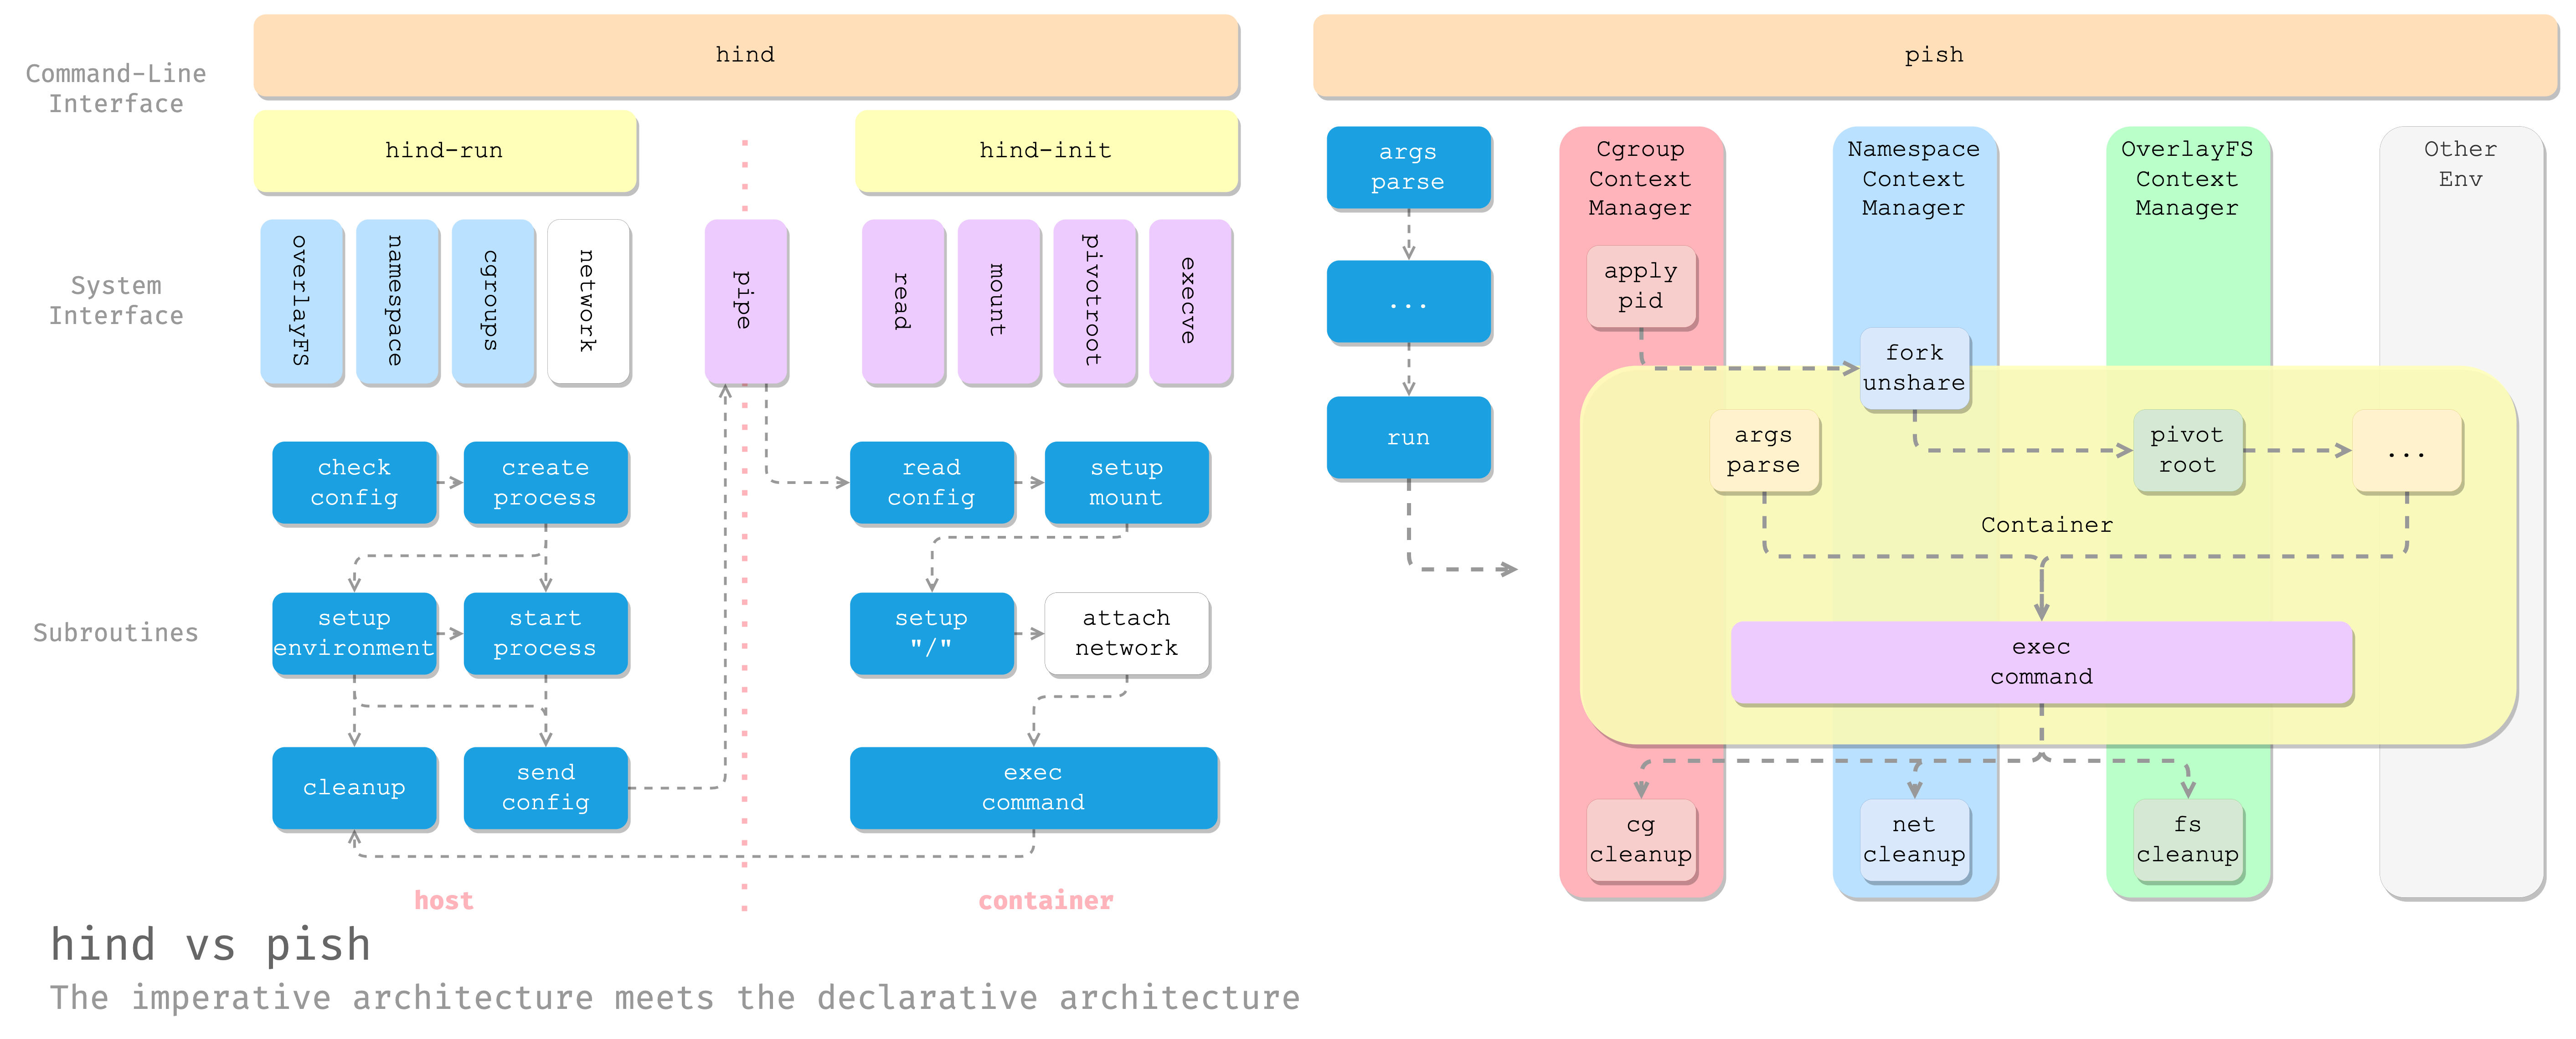 Command-Line
Interface
hind
hind-run
hind-init
System
Interface
overlayFS
namespace
cgroups
network
pipe
read
mount
pivotroot
execve
Subroutines
check
config
create
process
read
config
setup
mount
setup
environment
start
process
setup
"/"
attach
network
cleanup
send
config
exec
command
host
container
pish
args
parse
...
run
Cgroup
Context
Manager
Namespace
Context
Manager
OverlayFS
Context
Manager
Other
Env
apply
pid
fork
unshare
args
parse
pivot
root
...
Container
exec
command
cg
cleanup
net
cleanup
fs
cleanup
hind vs pish
The imperative architecture meets the declarative architecture